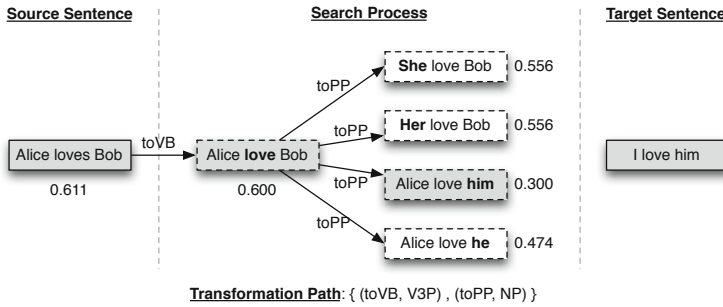 Source Sentence
Search Process
Target Sentence
She love Bob 0.556
toPP
Her love Bob 0.556
toPP
Alice loves Bob
toVB
Alice love Bob
Alice love him 0.300
toPP
I love him
0.611
0.600
Alice love he 0.474
toPP
Transformation Path: { (toVB, V3P) , (toPP, NP) }